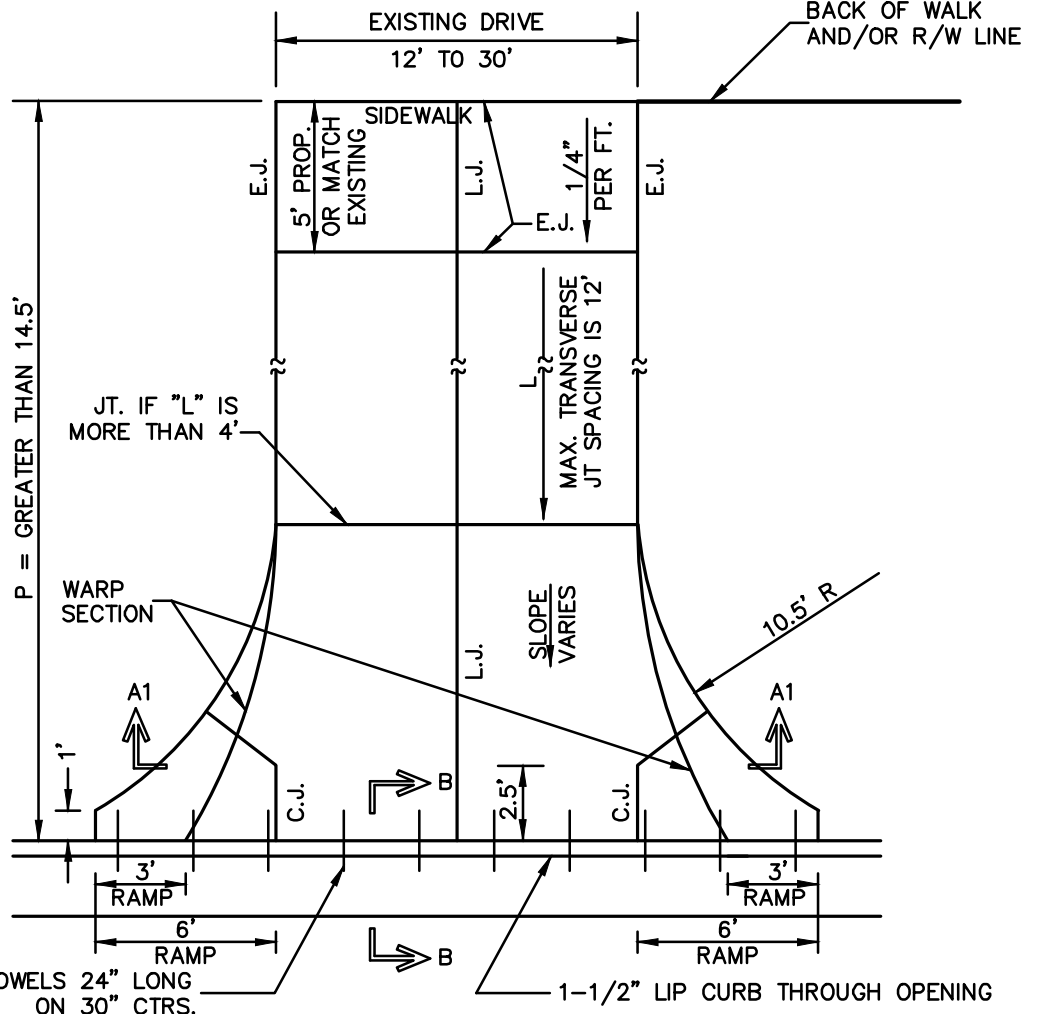 EXISTING DRIVE
12' TO 30'
BACK OF WALK
AND/OR R/W LINE
SIDEWALK
5' PROP.
OR MATCH
EXISTING
E.J.
L.J.
1/4"
PER FT.
E.J.
E.J.
P = GREATER THAN 14.5'
L
MAX. TRANSVERSE
JT SPACING IS 12'
JT. IF "L" IS
MORE THAN 4'
WARP
SECTION
SLOPE
VARIES
10.5' R
L.J.
A1
A1
1'
C.J.
B
2.5'
C.J.
3'
RAMP
3'
RAMP
6'
RAMP
6'
RAMP
B
24" LONG
ON 30" CTRS.
1-1/2" LIP CURB THROUGH OPENING